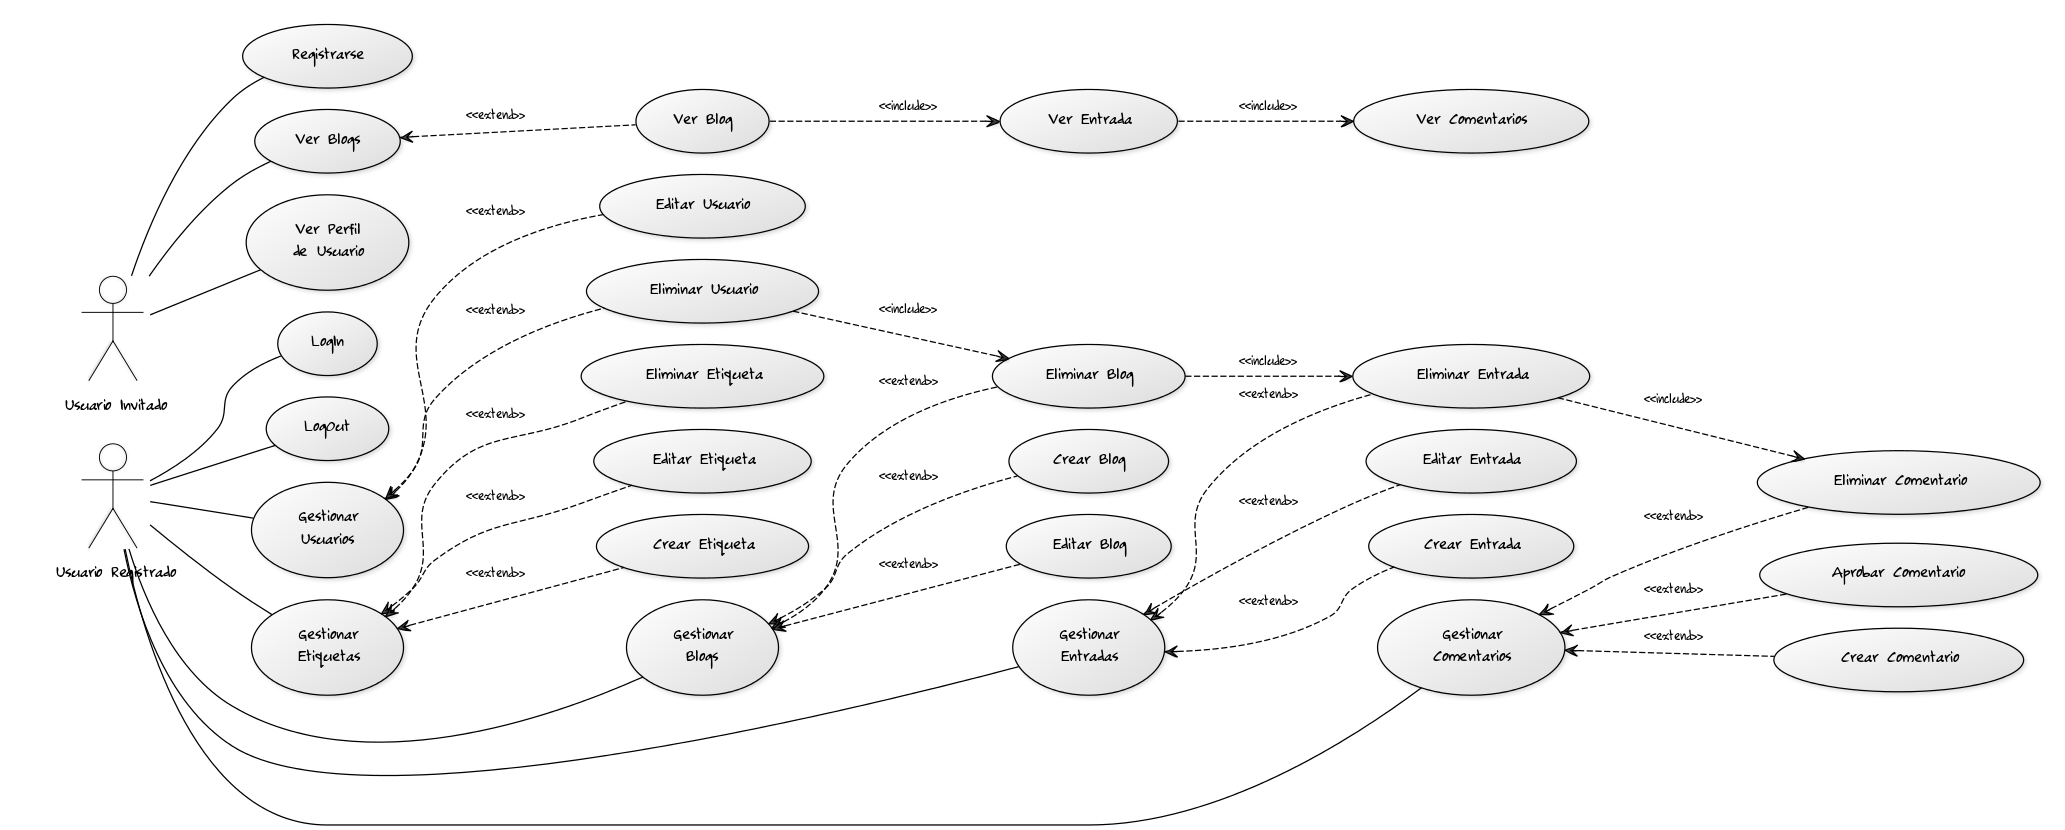 Registrarse
Ver Blogs
<<extend>>
Ver Blog
<<include>>
Ver Entrada
<<include>>
Ver Comentarios
Ver Perfil
de Usuario
<<extend>>
Editar Usuario
Usuario Invitado
LogIn
<<extend>>
Eliminar Usuario
<<include>>
LogOut
<<extend>>
Eliminar Etiqueta
<<extend>>
Eliminar Blog
<<include>>
<<extend>>
Eliminar Entrada
<<include>>
Usuario Registrado
Gestionar
Usuarios
<<extend>>
Editar Etiqueta
<<extend>>
Crear Blog
<<extend>>
Editar Entrada
<<extend>>
Eliminar Comentario
<<extend>>
Crear Etiqueta
<<extend>>
Editar Blog
<<extend>>
Crear Entrada
<<extend>>
Aprobar Comentario
Gestionar
Etiquetas
Gestionar
Blogs
Gestionar
Entradas
Gestionar
Comentarios
<<extend>>
Crear Comentario